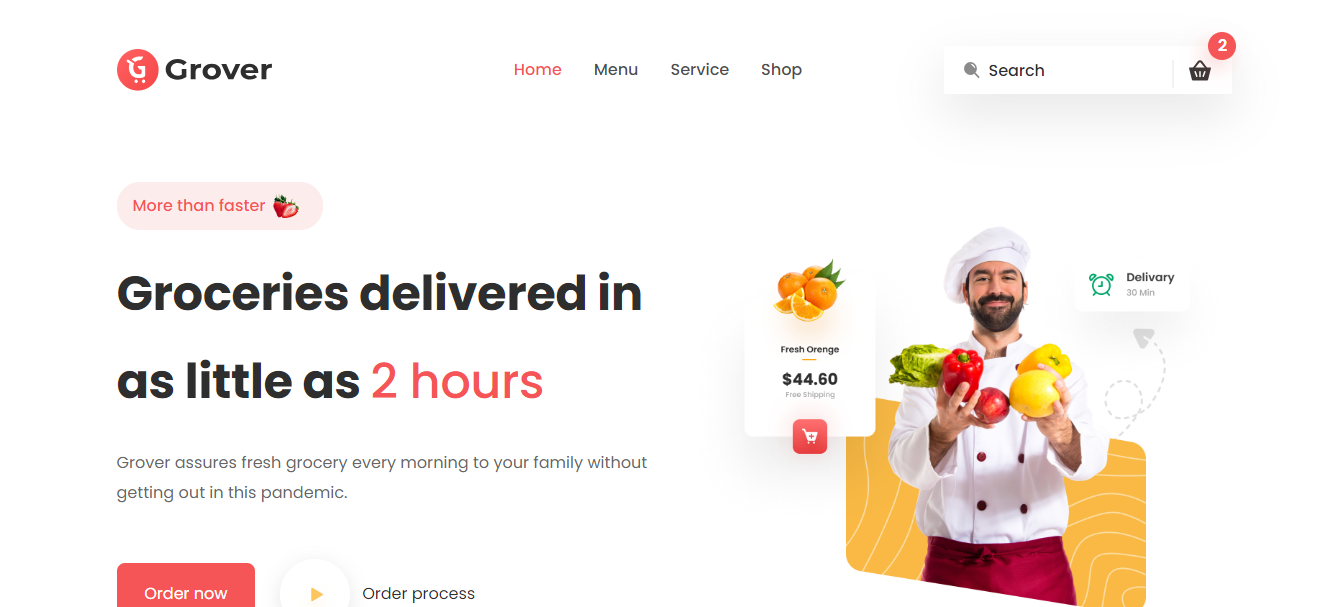 Grover
Home Menu Service Shop
Search
2
More than faster
Groceries delivered in
as little as 2 hours
Grover assures fresh grocery every morning to your family without
getting out in this pandemic.
Order now
Order process
Fresh Orenge
$44.60
Free Shipping
Delivary
30 Min